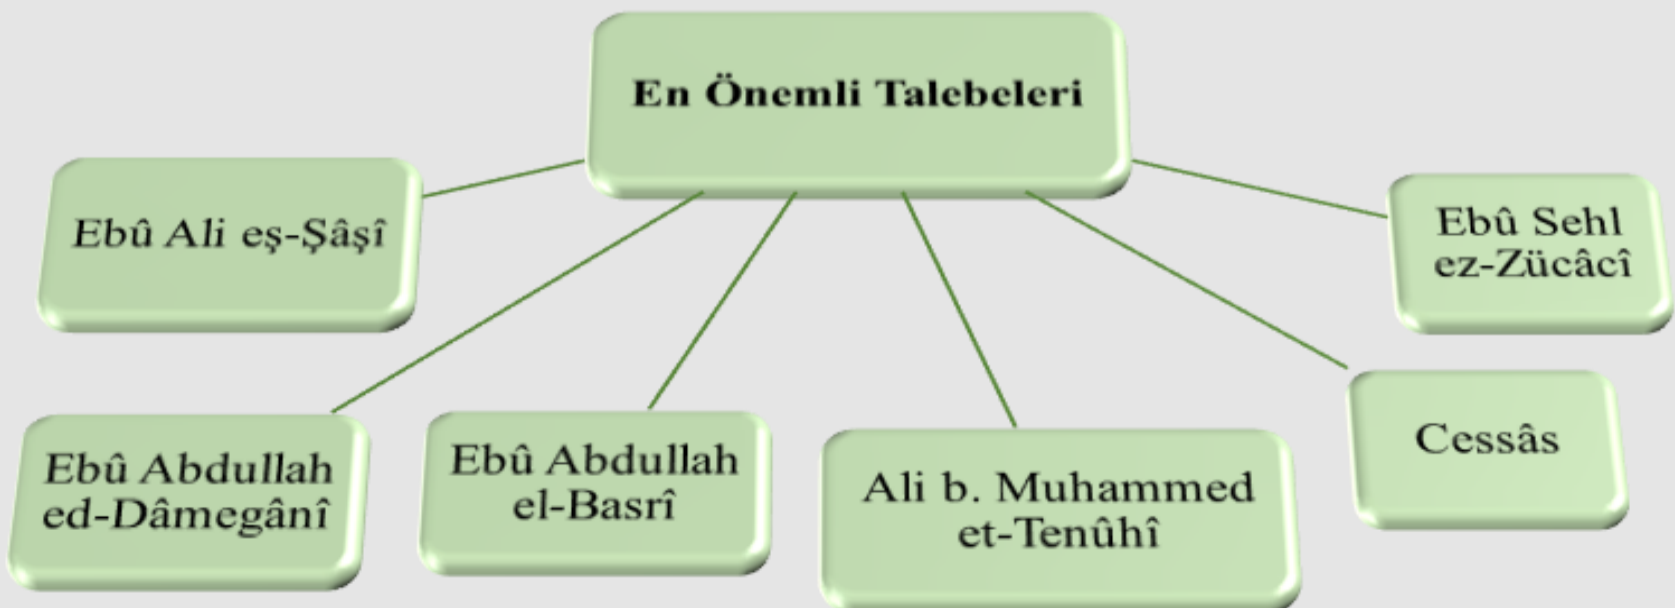 En Önemli Talebeleri
Ebû Ali eş-Şâşî
Ebû Sehl
ez-Zücâcî
Ebû Abdullah
ed-Dâmegânî
Ebû Abdullah
el-Basrî
Ali b. Muhammed
et-Tenûhî
Cessâs